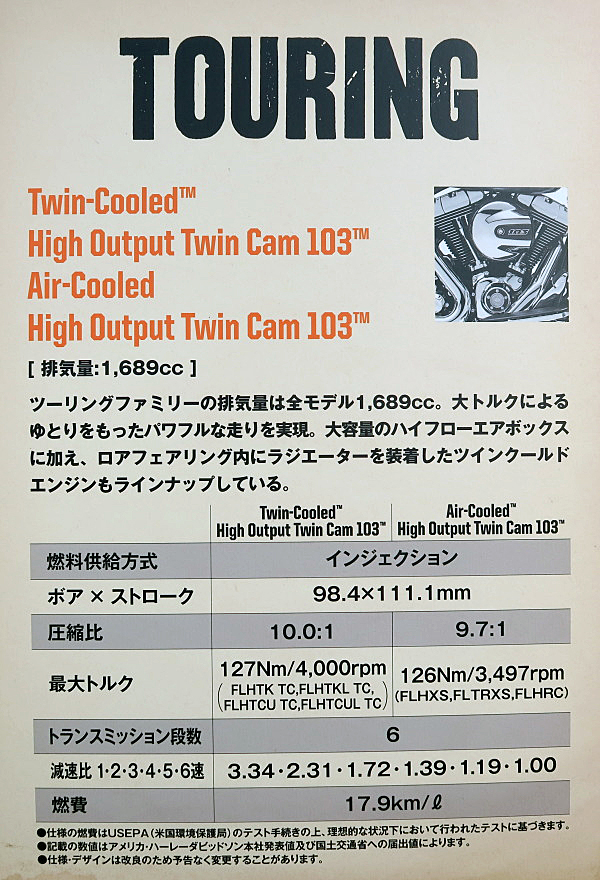 TOURING
Twin-Cooled™
High Output Twin Cam 103™
Air-Cooled
High Output Twin Cam 103™
[ 排気量:1,689cc ]
ツーリングファミリーの排気量は全モデル1,689cc。大トルクによる
ゆとりをもったパワフルな走りを実現。大容量のハイフローエアボックス
に加え、ロアフェアリング内にラジエーターを装着したツインクールド
エンジンもラインナップしている。
Twin-Cooled™ Air-Cooled™
High Output Twin Cam 103™ High Output Twin Cam 103™
燃料供給方式 インジェクション
ボア × ストローク 98.4×111.1mm
圧縮比 10.0:1 9.7:1
最大トルク 127Nm/4,000rpm 126Nm/3,497rpm
(FLHTK TC,FLHTKL TC, (FLHXS,FLTRXS,FLHRC)
FLHTCU TC,FLHTCUL TC)
トランスミッション段数 6
減速比 1・2・3・4・5・6速 3.34・2.31・1.72・1.39・1.19・1.00
燃費 17.9km/ℓ
●仕様の燃費はUSEPA(米国環境保護局)のテスト手続きの上、理想的な状況下において行われたテストに基づきます。
●記載の数値はアメリカ・ハーレーダビッドソン本社発表値及び国土交通省への届出値によります。
●仕様・デザインは改良のため予告なく変更することがあります。